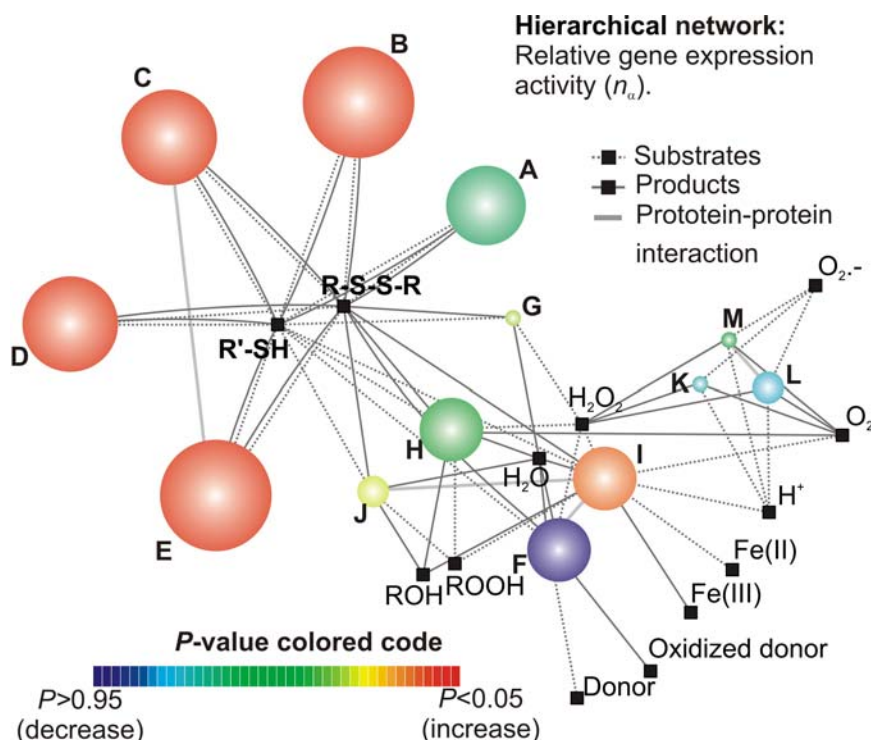 Hierarchical network:
Relative gene expression
activity (nα).
B
C
A
Substrates
Products
Prototein-protein
interaction
R-S-S-R
O₂.-
G
M
D
R'-SH
K
L
H₂O₂
O₂
H
I
H₂O
J
H⁺
E
F
Fe(II)
ROH
ROOH
Fe(III)
P-value colored code
Oxidized donor
Donor
P>0.95
P<0.05
(decrease)
(increase)